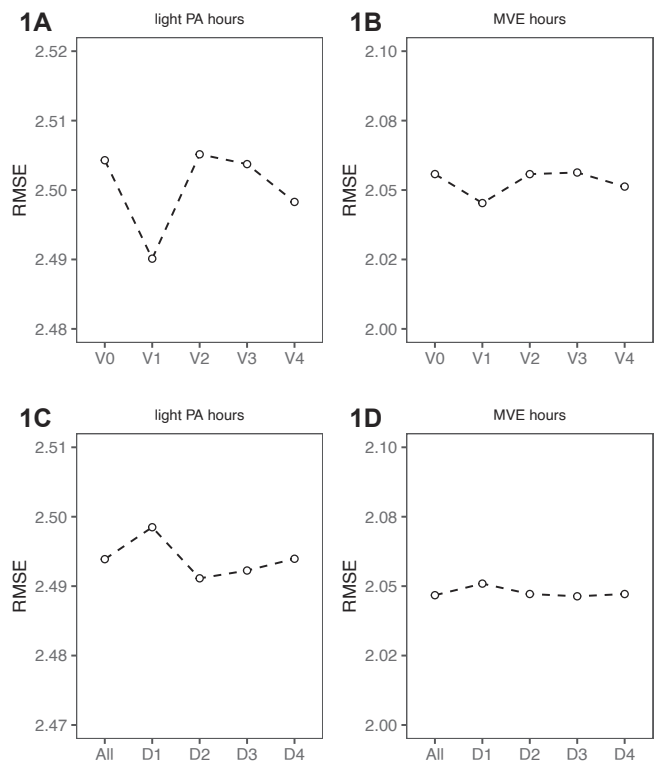 1A
light PA hours
2.52
2.51
2.50
2.49
2.48
RMSE
V0 V1 V2 V3 V4
1B
MVE hours
2.10
2.08
2.05
2.02
2.00
RMSE
V0 V1 V2 V3 V4
1C
light PA hours
2.51
2.50
2.49
2.48
2.47
RMSE
All D1 D2 D3 D4
1D
MVE hours
2.10
2.08
2.05
2.02
2.00
RMSE
All D1 D2 D3 D4